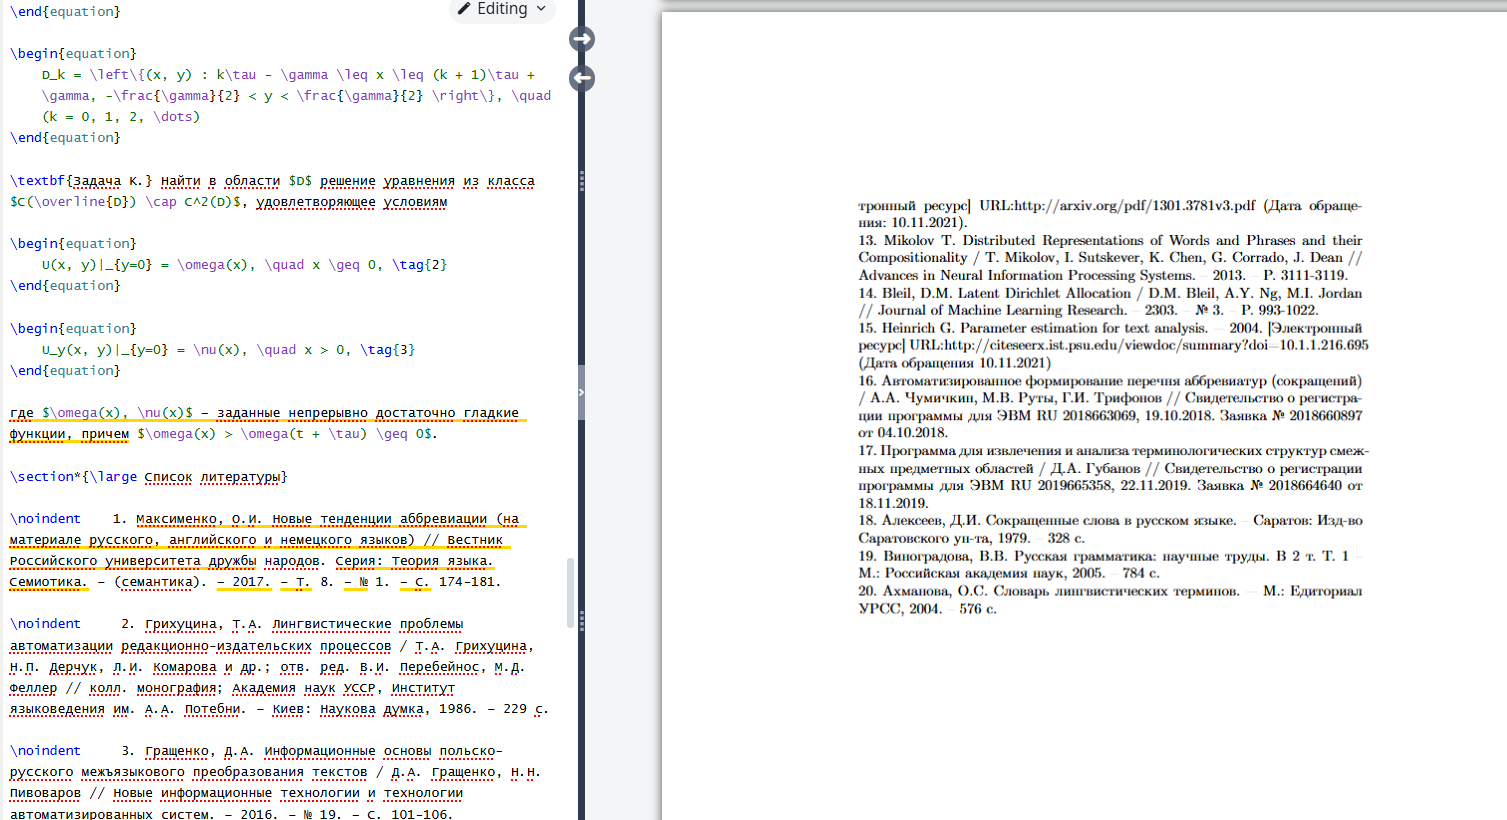 \end{equation}
Editing
\begin{equation}
D_k = \left\{(x, y) : k\tau - \gamma \leq x \leq (k + 1)\tau +
\gamma, -\frac{\gamma}{2} < y < \frac{\gamma}{2} \right\}, \quad
(k = 0, 1, 2, \dots)
\end{equation}
\textbf{Задача К.} Найти в области $D$ решение уравнения из класса
$C(\overline{D}) \cap C^2(D)$, удовлетворяющее условиям
\begin{equation}
U(x, y)|_{y=0} = \omega(x), \quad x \geq 0, \tag{2}
\end{equation}
\begin{equation}
U_y(x, y)|_{y=0} = \nu(x), \quad x > 0, \tag{3}
\end{equation}
где $\omega(x), \nu(x)$ – заданные непрерывно достаточно гладкие
функции, причем $\omega(x) > \omega(t + \tau) \geq 0$.
\section*{\large Список литературы}
\noindent 1. Максименко, О.И. Новые тенденции аббревиации (на
материале русского, английского и немецкого языков) // Вестник
Российского университета дружбы народов. Серия: Теория языка.
Семиотика. – (семантика). – 2017. – Т. 8. – № 1. – С. 174-181.
\noindent 2. Грихуцина, Т.А. Лингвистические проблемы
автоматизации редакционно-издательских процессов / Т.А. Грихуцина,
Н.П. Дерчук, Л.И. Комарова и др.; отв. ред. В.И. Перебейнос, М.Д.
Феллер // колл. монография; Академия наук УССР, Институт
языковедения им. А.А. Потебни. – Киев: Наукова думка, 1986. – 229 с.
\noindent 3. Гращенко, Д.А. Информационные основы польско-
русского межъязыкового преобразования текстов / Д.А. Гращенко, Н.Н.
Пивоваров // Новые информационные технологии и технологии
автоматизированных систем. – 2016. – № 19. – С. 101-106.
тронный ресурс] URL:http://arxiv.org/pdf/1301.3781v3.pdf (Дата обраще-
ния: 10.11.2021).
13. Mikolov T. Distributed Representations of Words and Phrases and their
Compositionality / T. Mikolov, I. Sutskever, K. Chen, G. Corrado, J. Dean //
Advances in Neural Information Processing Systems. – 2013. – P. 3111-3119.
14. Bleil, D.M. Latent Dirichlet Allocation / D.M. Bleil, A.Y. Ng, M.I. Jordan
// Journal of Machine Learning Research. – 2303. – № 3. – P. 993-1022.
15. Heinrich G. Parameter estimation for text analysis. – 2004. [Электронный
ресурс] URL:http://citeseerx.ist.psu.edu/viewdoc/summary?doi=10.1.1.216.695
(Дата обращения 10.11.2021)
16. Автоматизированное формирование перечня аббревиатур (сокращений)
/ А.А. Чумичкин, М.В. Руты, Г.И. Трифонов // Свидетельство о регистра-
ции программы для ЭВМ RU 2018663069, 19.10.2018. Заявка № 2018660897
от 04.10.2018.
17. Программа для извлечения и анализа терминологических структур смеж-
ных предметных областей / Д.А. Губанов // Свидетельство о регистрации
программы для ЭВМ RU 2019665358, 22.11.2019. Заявка № 2018664640 от
18.11.2019.
18. Алексеев, Д.И. Сокращенные слова в русском языке. – Саратов: Изд-во
Саратовского ун-та, 1979. – 328 с.
19. Виноградова, В.В. Русская грамматика: научные труды. В 2 т. Т. 1 –
М.: Российская академия наук, 2005. – 784 с.
20. Ахманова, О.С. Словарь лингвистических терминов. — М.: Едиториал
УРСС, 2004. – 576 с.